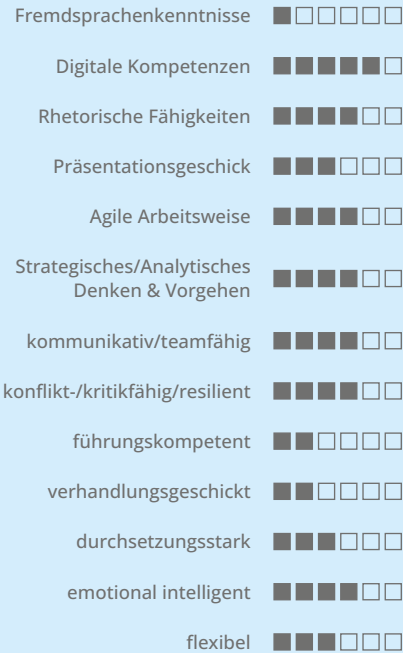 Fremdsprachenkenntnisse
Digitale Kompetenzen
Rhetorische Fähigkeiten
Präsentationsgeschick
Agile Arbeitsweise
Strategisches/Analytisches
Denken & Vorgehen
kommunikativ/teamfähig
konflikt-/kritikfähig/resilient
führungskompetent
verhandlungsgeschickt
durchsetzungsstark
emotional intelligent
flexibel